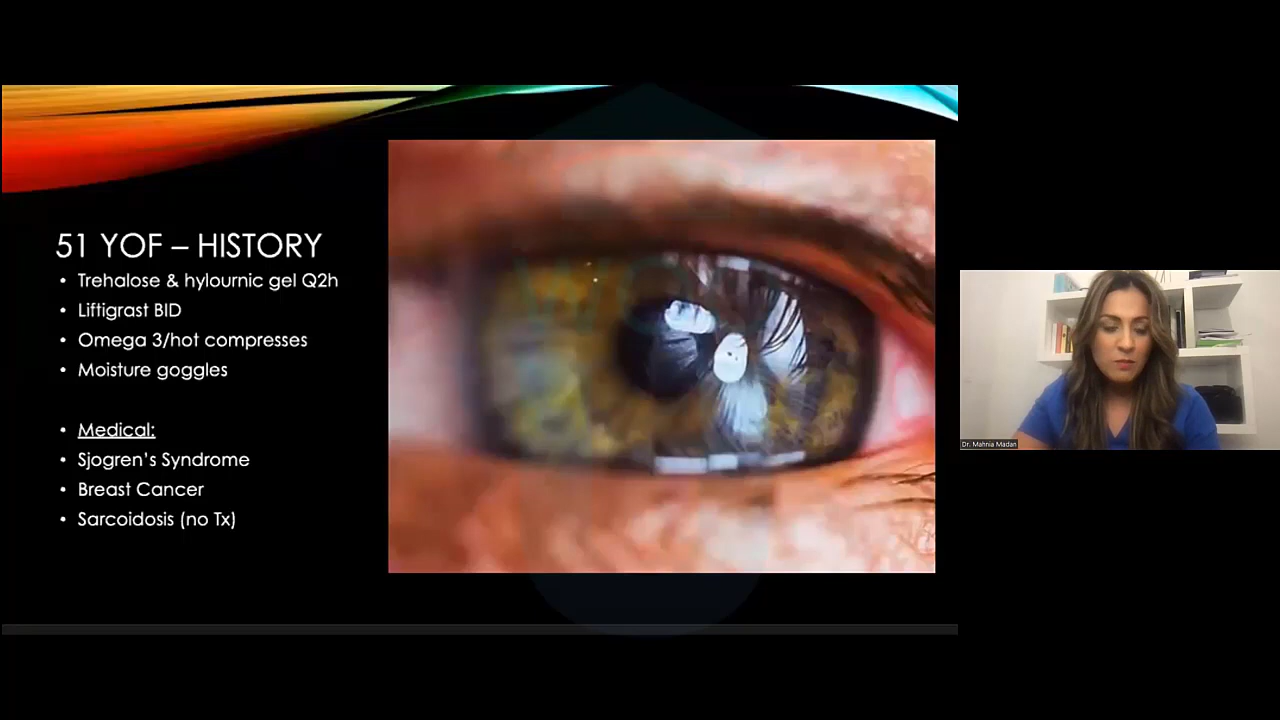 51 YOF – HISTORY
• Trehalose & hylournic gel Q2h
• Liftigrast BID
• Omega 3/hot compresses
• Moisture goggles
• Medical:
• Sjogren's Syndrome
• Breast Cancer
• Sarcoidosis (no Tx)
Dr. Mahnia Madan